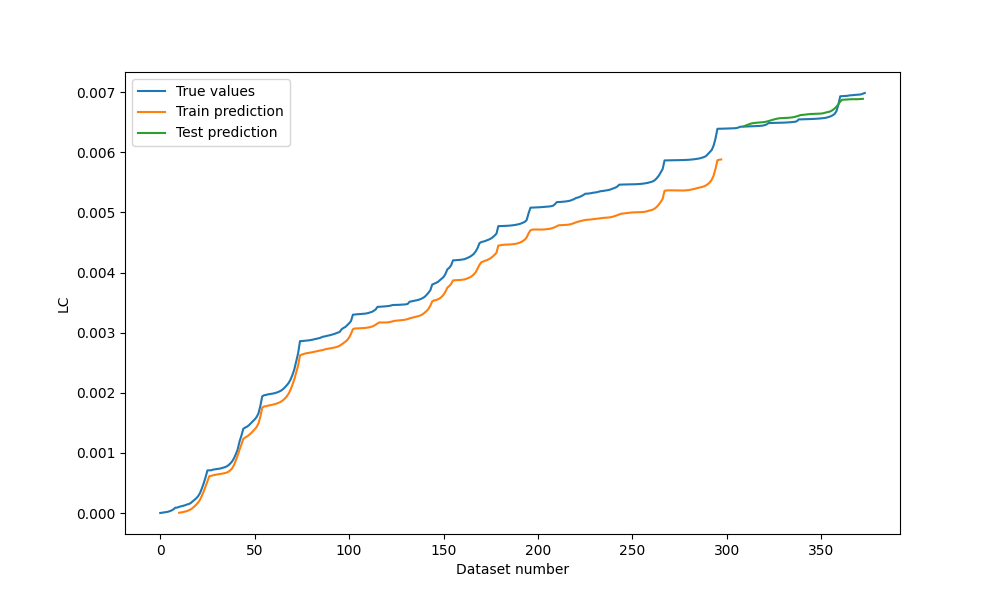 True values
Train prediction
Test prediction
0.007
0.006
0.005
0.004
0.003
0.002
0.001
0.000
LC
0 50 100 150 200 250 300 350
Dataset number